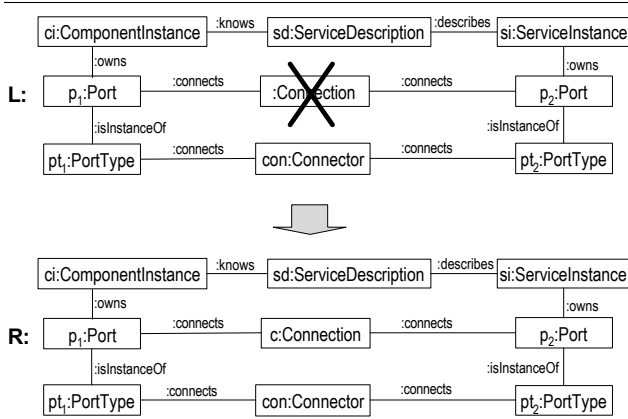 ci:ComponentInstance :knows sd:ServiceDescription :describes si:ServiceInstance
:owns :owns
L: p₁:Port :connects :Connection :connects p₂:Port
:isInstanceOf :isInstanceOf
pt₁:PortType :connects con:Connector :connects pt₂:PortType
ci:ComponentInstance :knows sd:ServiceDescription :describes si:ServiceInstance
:owns :owns
R: p₁:Port :connects c:Connection :connects p₂:Port
:isInstanceOf :isInstanceOf
pt₁:PortType :connects con:Connector :connects pt₂:PortType